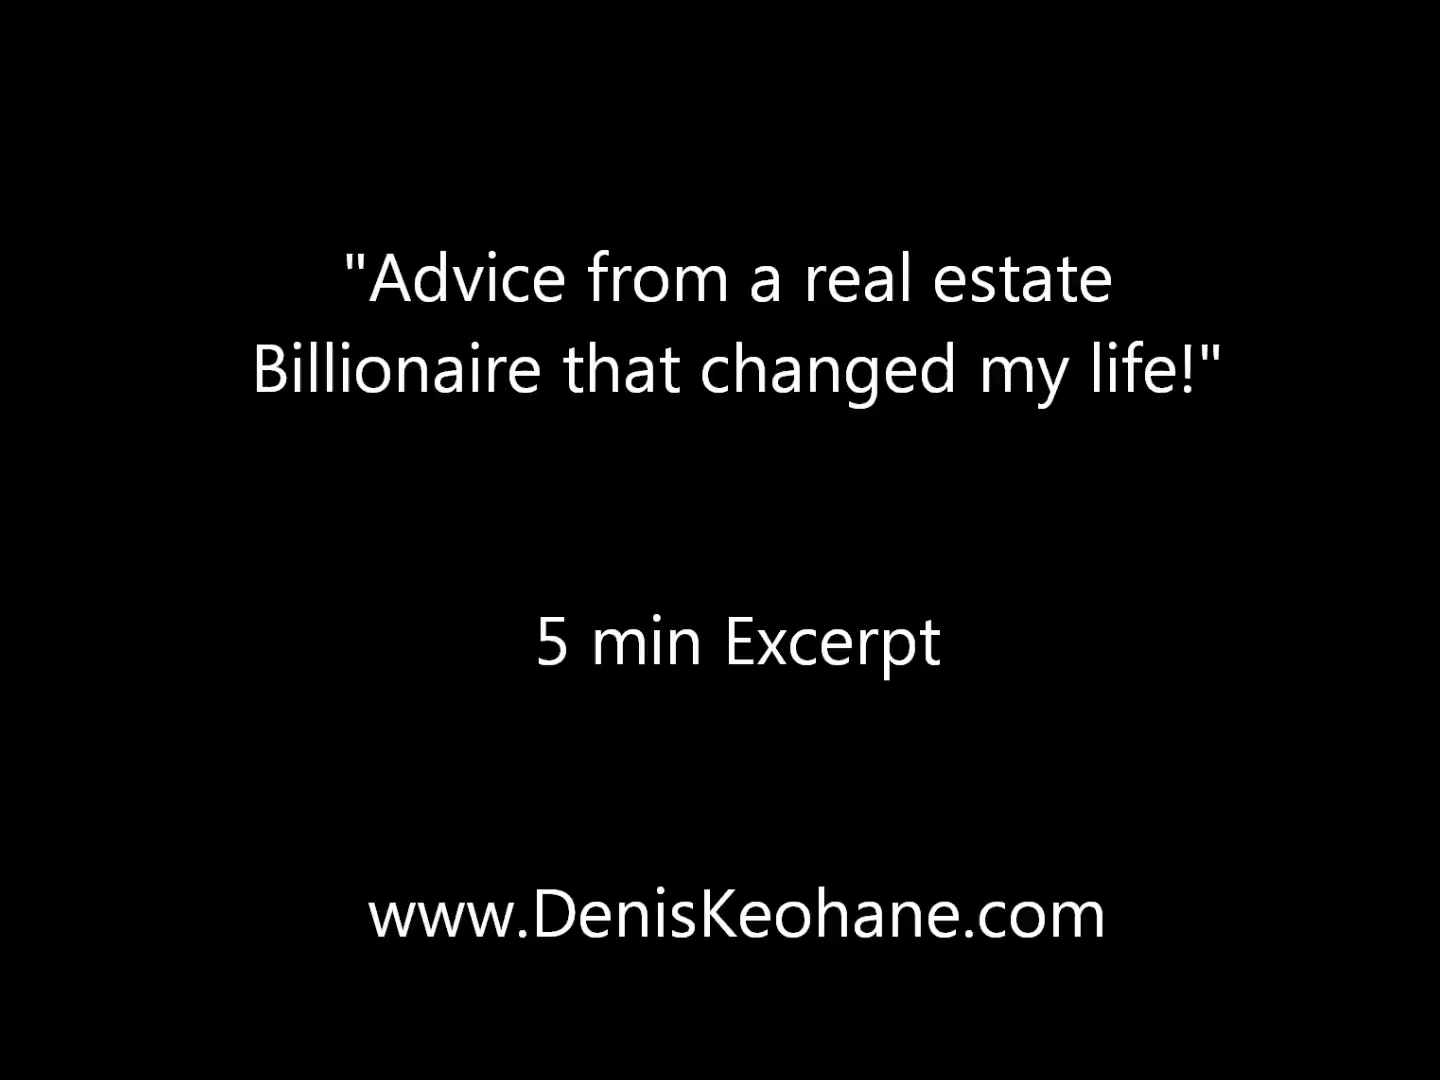 "Advice from a real estate
Billionaire that changed my life!"
5 min Excerpt
www.DenisKeohane.com